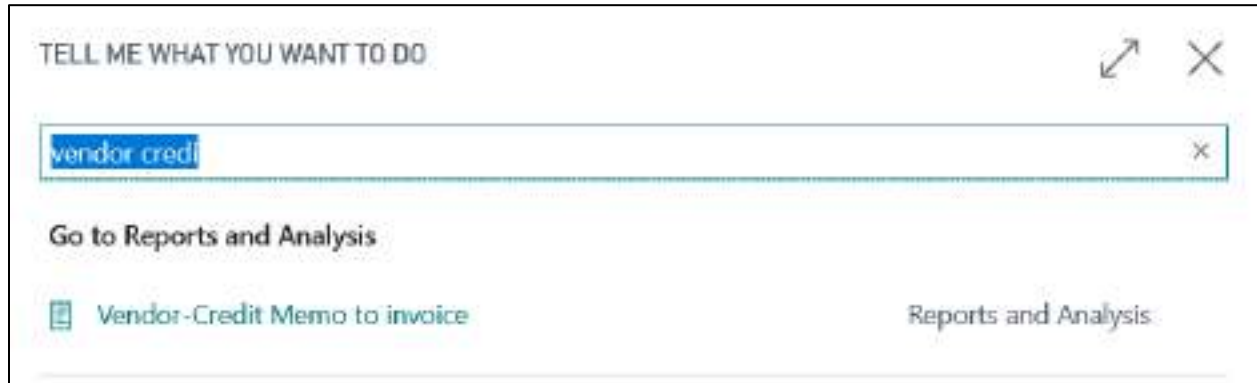 TELL ME WHAT YOU WANT TO DO
vendor credi
Go to Reports and Analysis
Vendor-Credit Memo to invoice Reports and Analysis